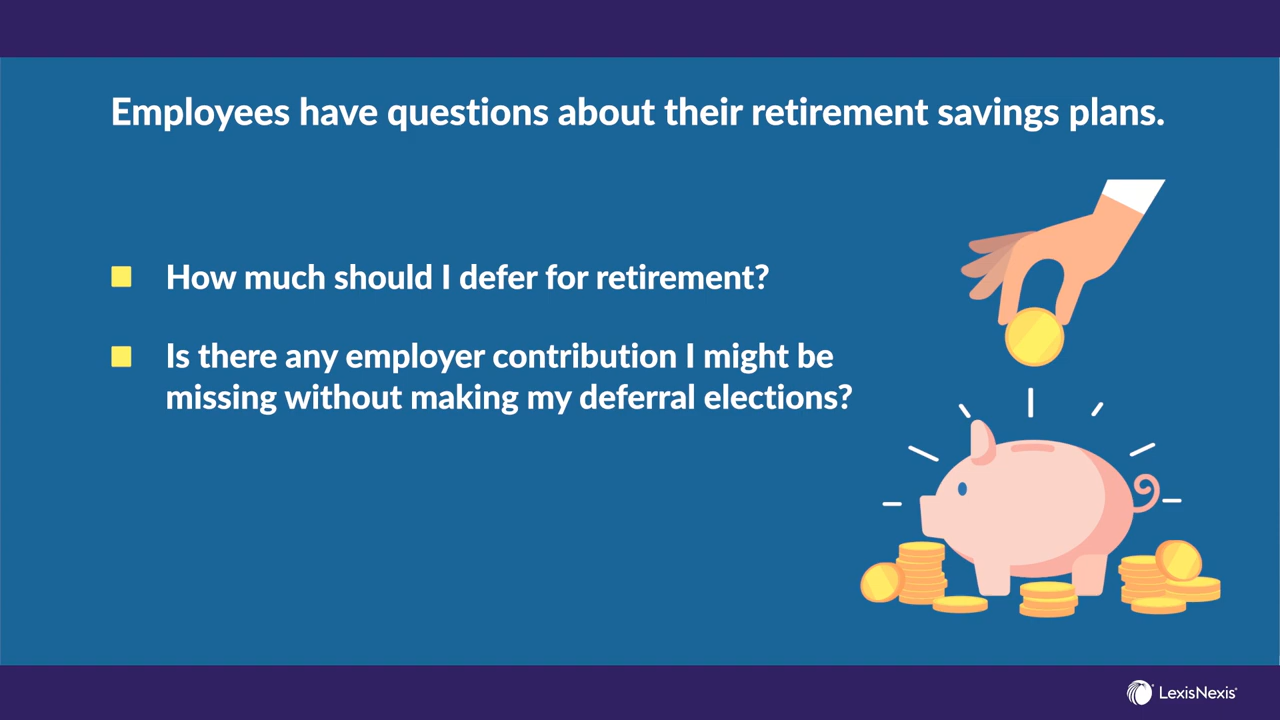 Employees have questions about their retirement savings plans.
How much should I defer for retirement?
Is there any employer contribution I might be
missing without making my deferral elections?
LexisNexis®